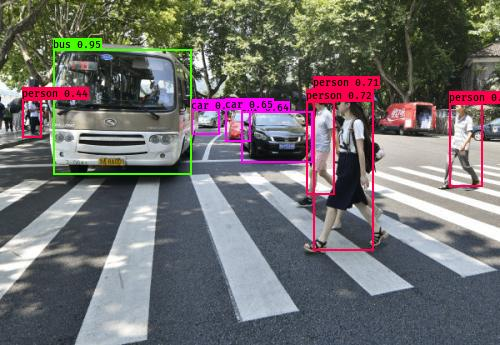 bus 0.95
person 0.71
person 0.44
person 0.72
person 0.
car 0.
car 0.65
.64